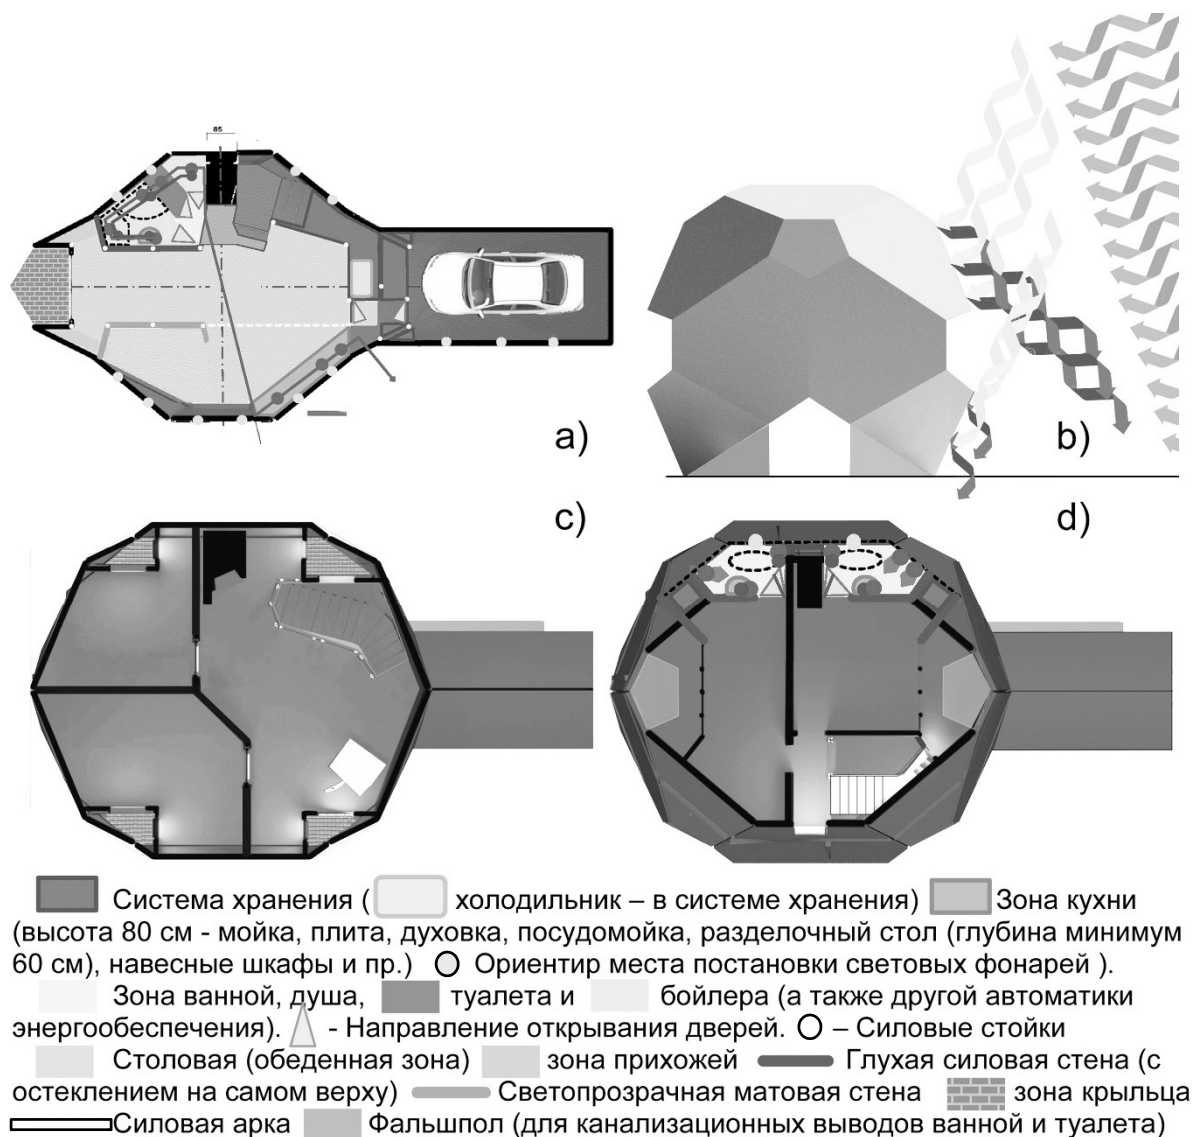 85
a)
b)
c)
d)
Система хранения ( холодильник – в системе хранения) Зона кухни
(высота 80 см - мойка, плита, духовка, посудомойка, разделочный стол (глубина минимум
60 см), навесные шкафы и пр.) Ориентир места постановки световых фонарей ).
Зона ванной, душа, туалета и бойлера (а также другой автоматики
энергообеспечения). - Направление открывания дверей. – Силовые стойки
Столовая (обеденная зона) зона прихожей Глухая силовая стена (с
остеклением на самом верху) Светопрозрачная матовая стена зона крыльца
Силовая арка Фальшпол (для канализационных выводов ванной и туалета)